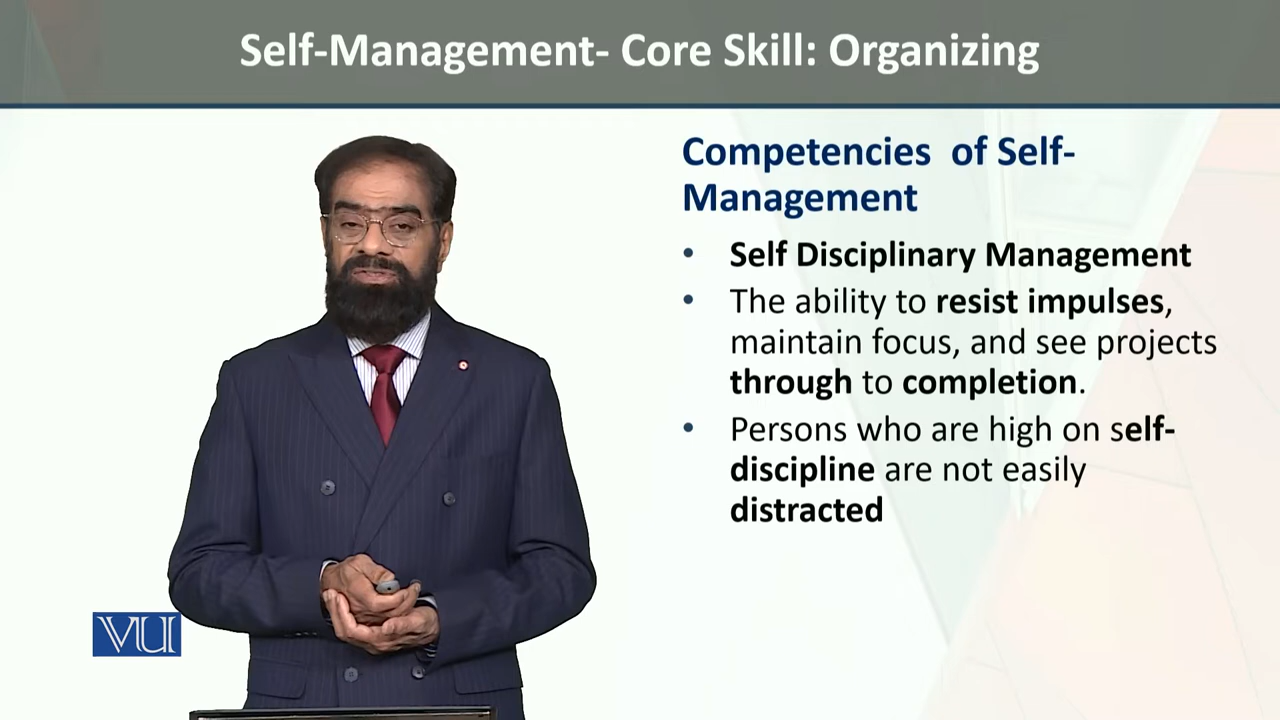 Self-Management- Core Skill: Organizing
Competencies of Self-
Management
• Self Disciplinary Management
• The ability to resist impulses,
maintain focus, and see projects
through to completion.
• Persons who are high on self-
discipline are not easily
distracted
VU